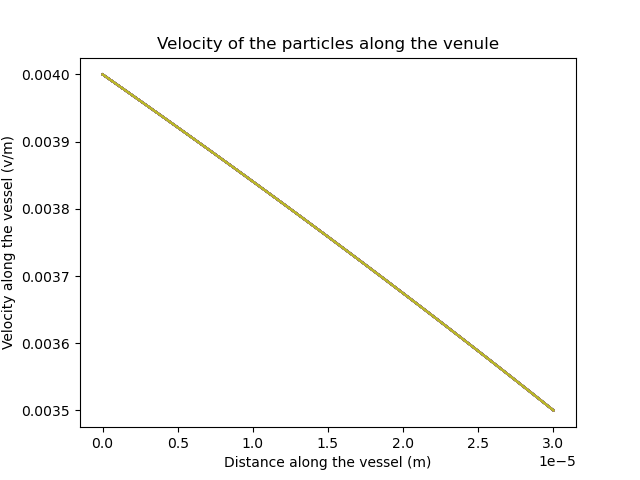 Velocity of the particles along the venule
Velocity along the vessel (v/m)
0.0040
0.0039
0.0038
0.0037
0.0036
0.0035
0.0 0.5 1.0 1.5 2.0 2.5 3.0
1e−5
Distance along the vessel (m)